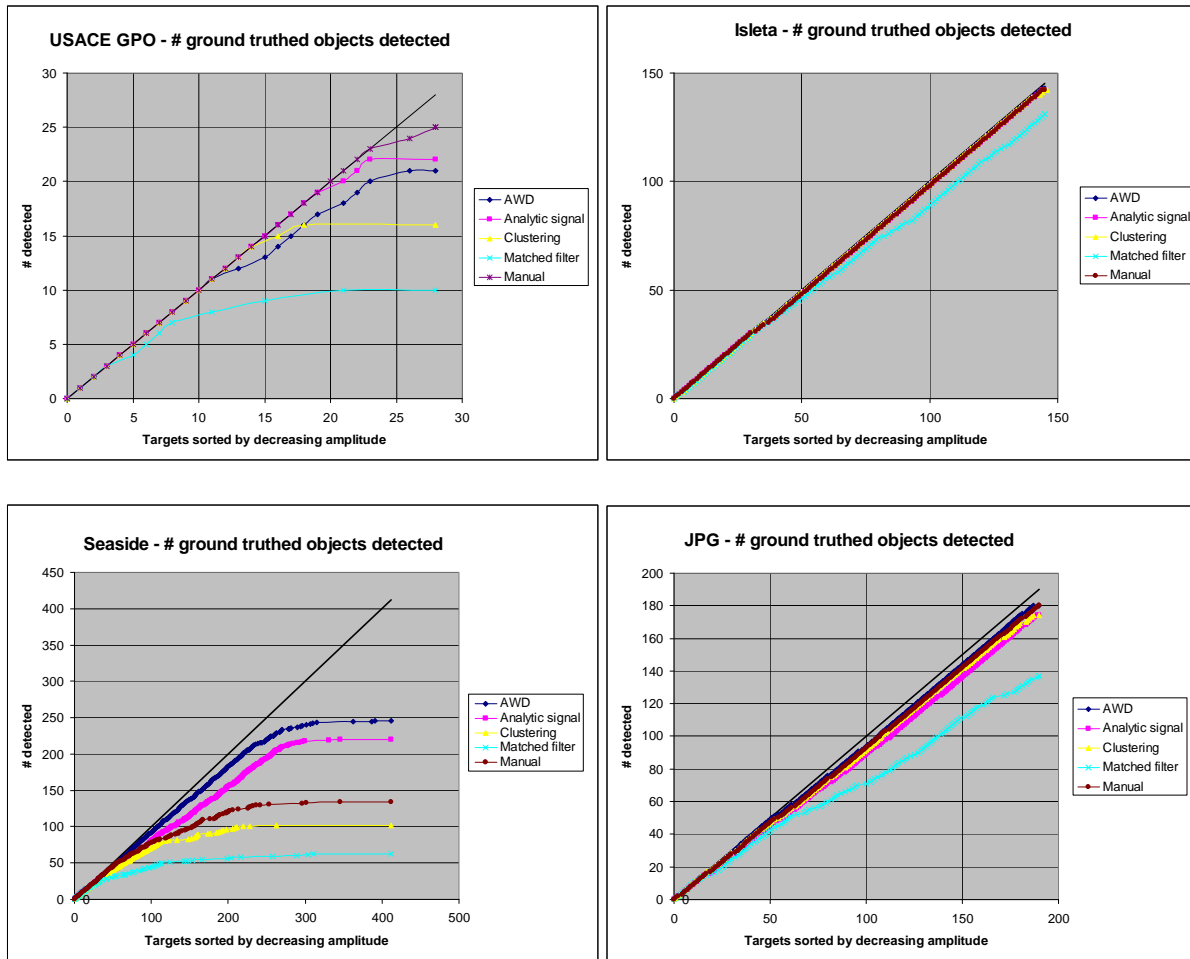 USACE GPO - # ground truthed objects detected
30
25
20
15
10
5
0
0 5 10 15 20 25 30
# detected
Targets sorted by decreasing amplitude
AWD
Analytic signal
Clustering
Matched filter
Manual
Isleta - # ground truthed objects detected
150
100
50
0
0 50 100 150
# detected
Targets sorted by decreasing amplitude
AWD
Analytic signal
Clustering
Matched filter
Manual
Seaside - # ground truthed objects detected
450
400
350
300
250
200
150
100
50
0
0
0 100 200 300 400 500
# detected
Targets sorted by decreasing amplitude
AWD
Analytic signal
Clustering
Matched filter
Manual
JPG - # ground truthed objects detected
200
180
160
140
120
100
80
60
40
20
0
0
0 50 100 150 200
# detected
Targets sorted by decreasing amplitude
AWD
Analytic signal
Clustering
Matched filter
Manual